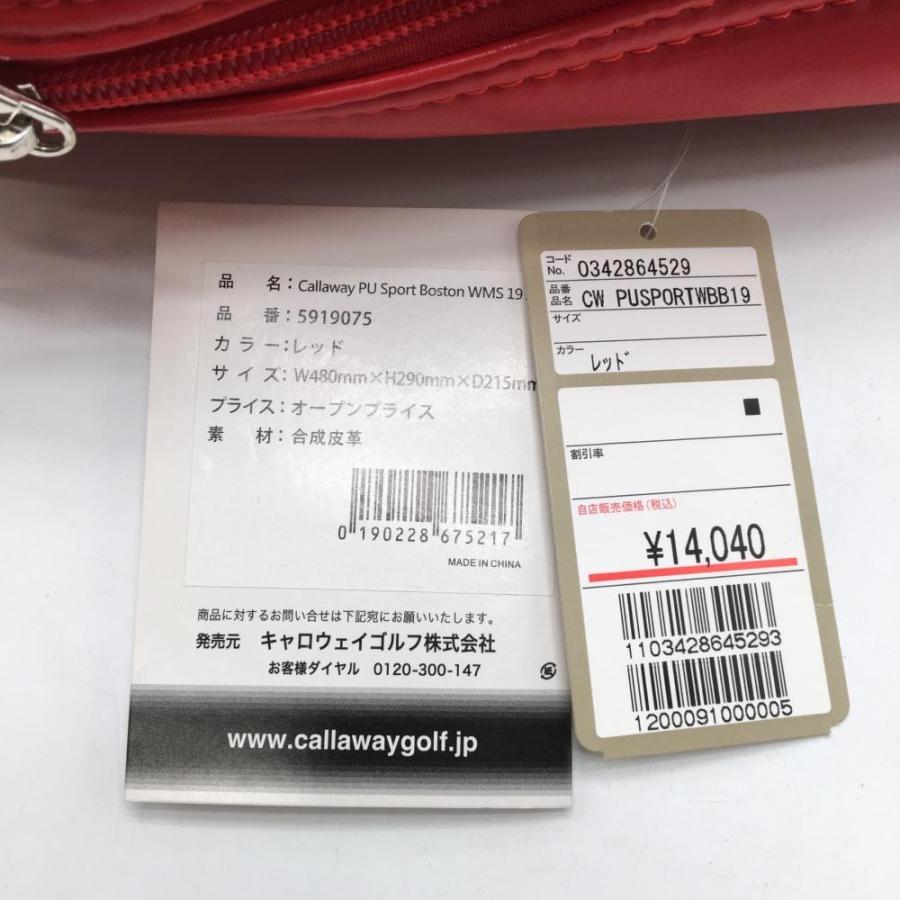 品 名：Callaway PU Sport Boston WMS 19
品 番：5919075
カラー：レッド
サイズ：W480mm×H290mm×D215mm
プライス：オープンプライス
素 材：合成皮革
0 190228 675217
MADE IN CHINA
商品に対するお問い合せは下記宛にお願いいたします。
発売元 キャロウェイゴルフ株式会社
お客様ダイヤル 0120-300-147
紙
www.callawaygolf.jp
コード
No. 0342864529
品番
品名 CW PUSPORTWBB19
サイズ
カラー
レッド
割引率
自店販売価格(税込)
¥14,040
1103428645293
1200091000005